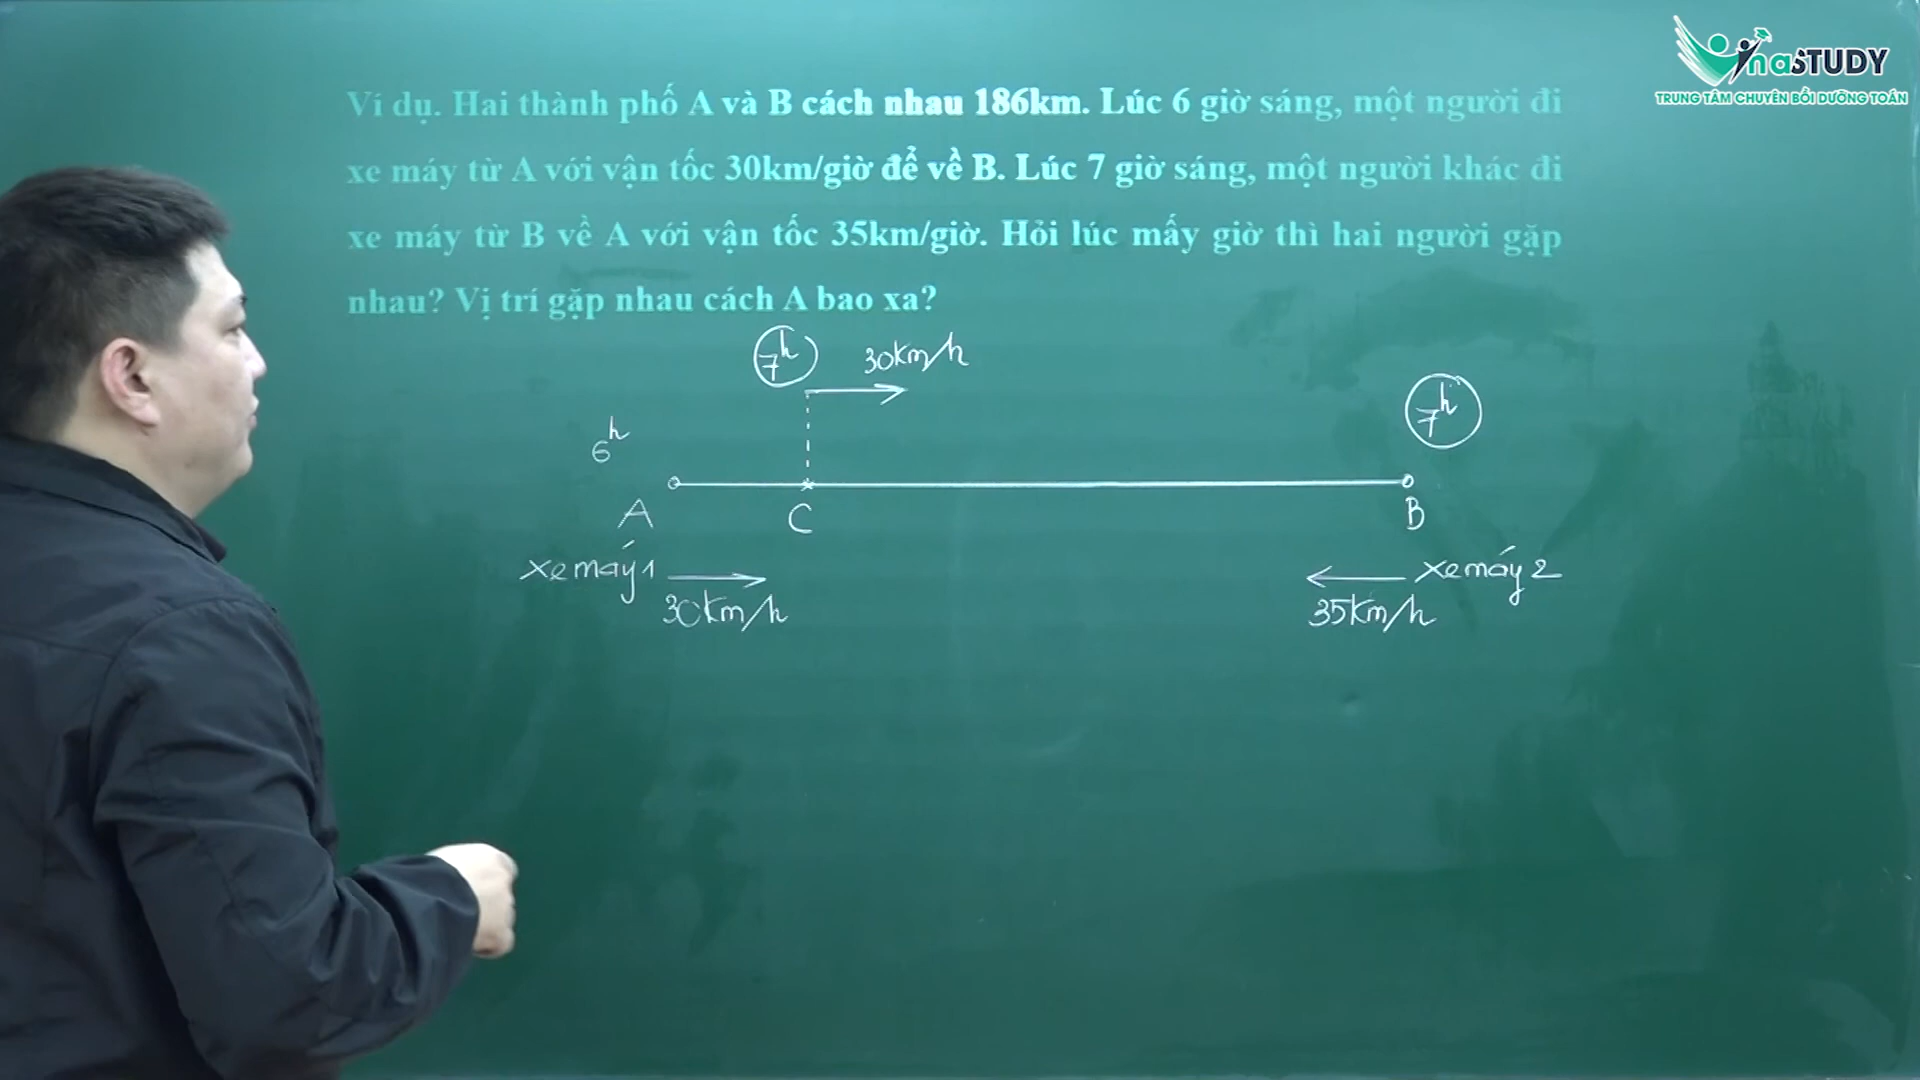 VinaSTUDY
TRUNG TÂM CHUYÊN BỒI DƯỠNG TOÁN
Ví dụ. Hai thành phố A và B cách nhau 186km. Lúc 6 giờ sáng, một người đi
xe máy từ A với vận tốc 30km/giờ để về B. Lúc 7 giờ sáng, một người khác đi
xe máy từ B về A với vận tốc 35km/giờ. Hỏi lúc mấy giờ thì hai người gặp
nhau? Vị trí gặp nhau cách A bao xa?
7h 30km/h
7h
6h
A C B
xe máy 1 xe máy 2
30km/h 35km/h